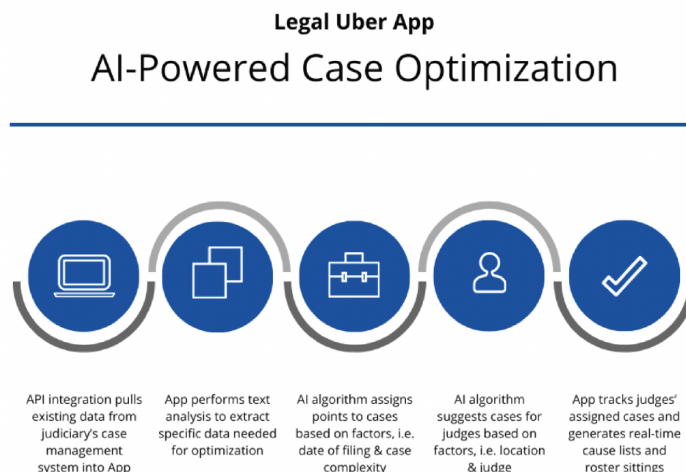 Legal Uber App
AI-Powered Case Optimization
API integration pulls
existing data from
judiciary's case
management
system into App
App performs text
analysis to extract
specific data needed
for optimization
AI algorithm assigns
points to cases
based on factors, i.e.
date of filing & case
complexity
AI algorithm
suggests cases for
judges based on
factors, i.e. location
& judge
App tracks judges'
assigned cases and
generates real-time
cause lists and
roster sittings